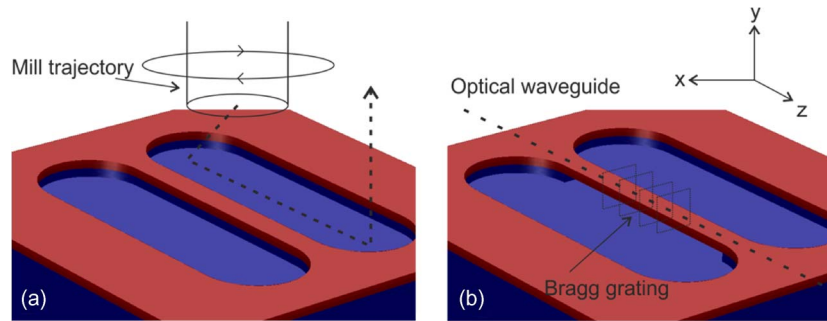 Mill trajectory
(a)
y
Optical waveguide
x
z
Bragg grating
(b)